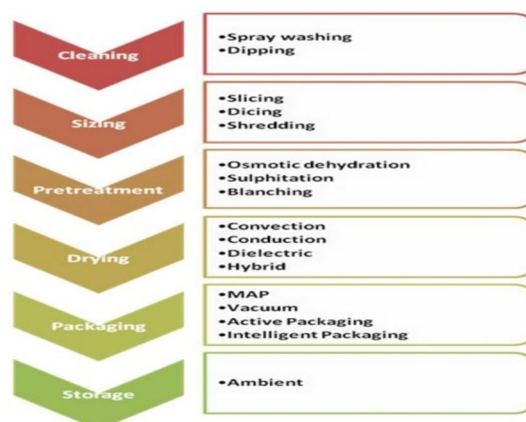 Cleaning
•Spray washing
•Dipping
Sizing
•Slicing
•Dicing
•Shredding
Pretreatment
•Osmotic dehydration
•Sulphitation
•Blanching
Drying
•Convection
•Conduction
•Dielectric
•Hybrid
Packaging
•MAP
•Vacuum
•Active Packaging
•Intelligent Packaging
Storage
•Ambient